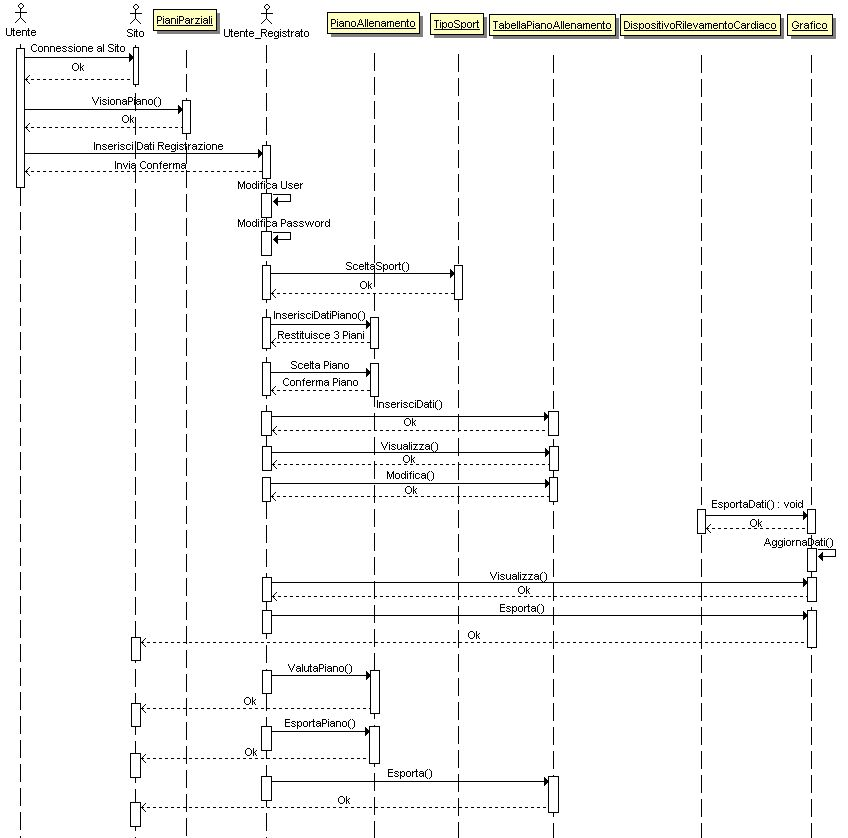 Utente
Sito
PianiParziali
Utente_Registrato
PianoAllenamento
TipoSport
TabellaPianoAllenamento
DispositivoRilevamentoCardiaco
Grafico
Connessione al Sito
Ok
VisionaPiano()
Ok
Inserisci Dati Registrazione
Invia Conferma
Modifica User
Modifica Password
SceltaSport()
Ok
InserisciDatiPiano()
Restituisce 3 Piani
Scelta Piano
Conferma Piano
InserisciDati()
Ok
Visualizza()
Ok
Modifica()
Ok
EsportaDati() : void
Ok
AggiornaDati()
Visualizza()
Ok
Esporta()
Ok
ValutaPiano()
Ok
EsportaPiano()
Ok
Esporta()
Ok